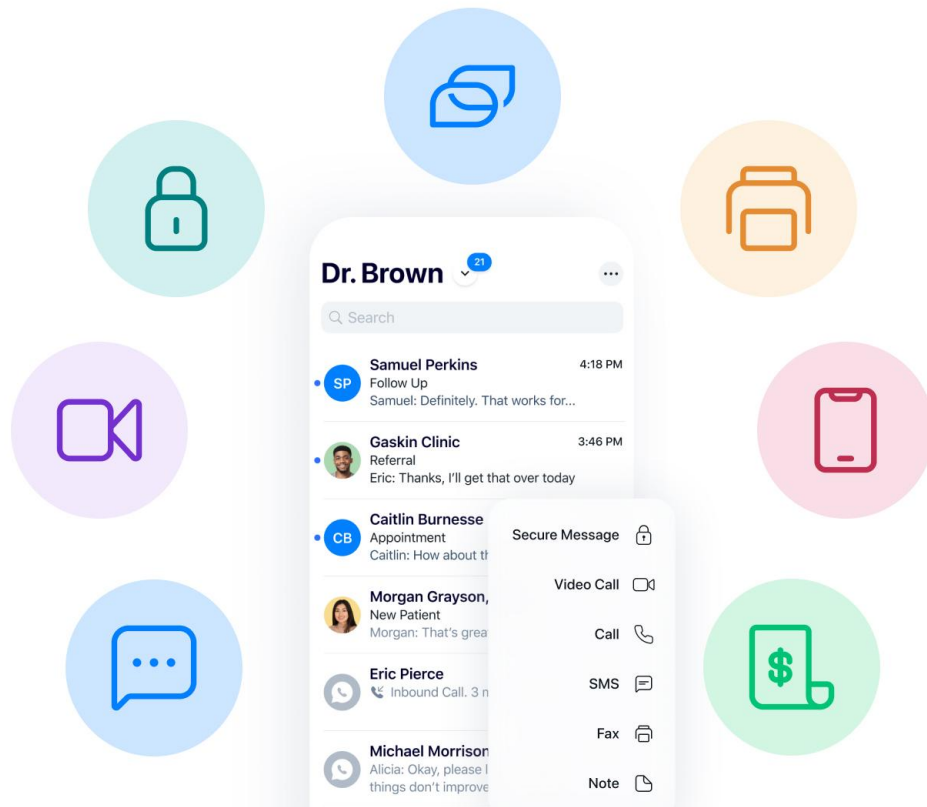 Dr. Brown
21
Search
Samuel Perkins 4:18 PM
SP
Follow Up
Samuel: Definitely. That works for...
Gaskin Clinic 3:46 PM
Referral
Eric: Thanks, I'll get that over today
Caitlin Burnesse
CB
Appointment
Caitlin: How about
Morgan Grayson,
New Patient
Morgan: That's
Eric Pierce
Inbound Call. 3
Michael Morrison
Alicia: Okay, please
things don't improve
Secure Message
Video Call
Call
SMS
Fax
Note
$